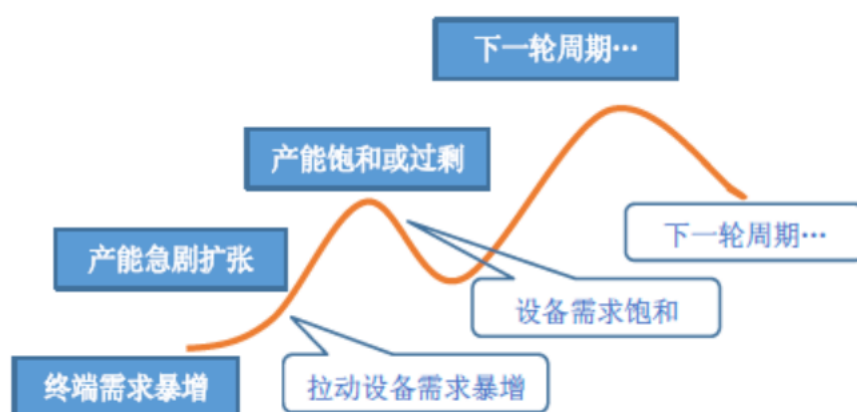 下一轮周期…
产能饱和或过剩
下一轮周期…
产能急剧扩张
设备需求饱和
终端需求暴增
拉动设备需求暴增